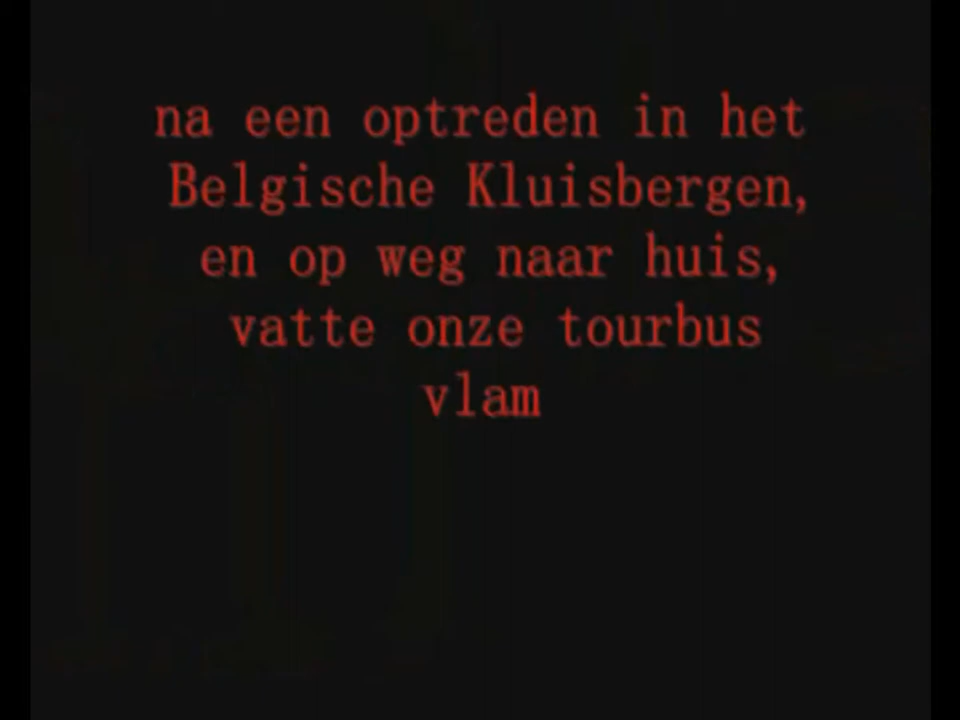 na een optreden in het
Belgische Kluisbergen,
en op weg naar huis,
vatte onze tourbus
vlam